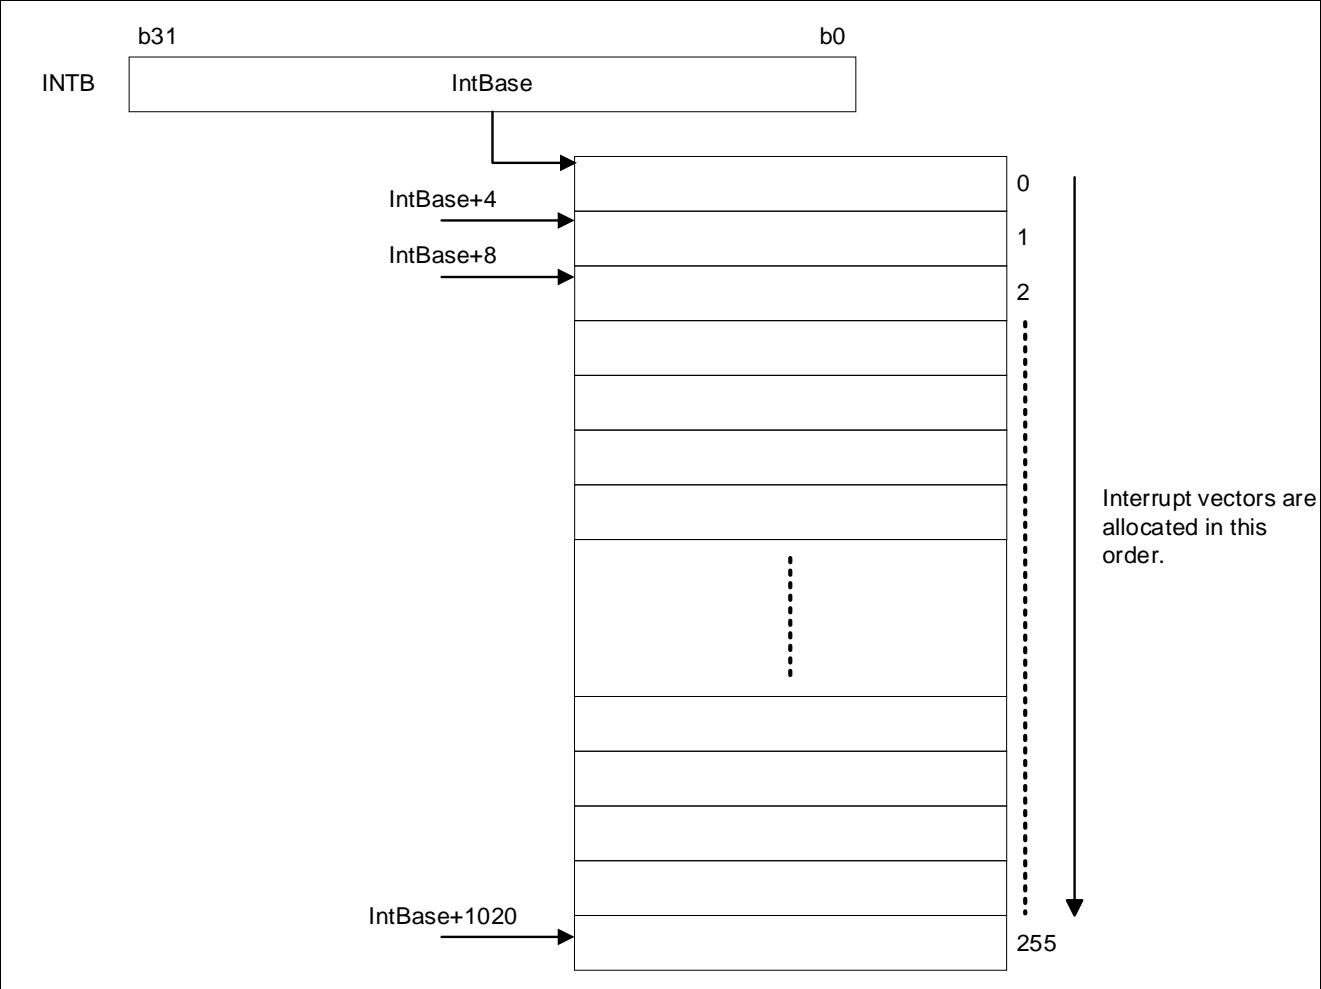 b31 b0
INTB IntBase
0
IntBase+4
1
IntBase+8
2
Interrupt vectors are
allocated in this
order.
IntBase+1020
255